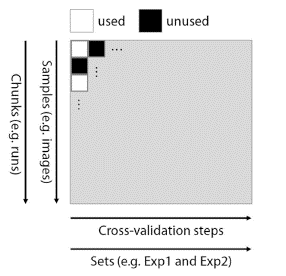 used unused
...
Chunks (e.g. runs)
Samples (e.g. images)
Cross-validation steps
Sets (e.g. Exp1 and Exp2)